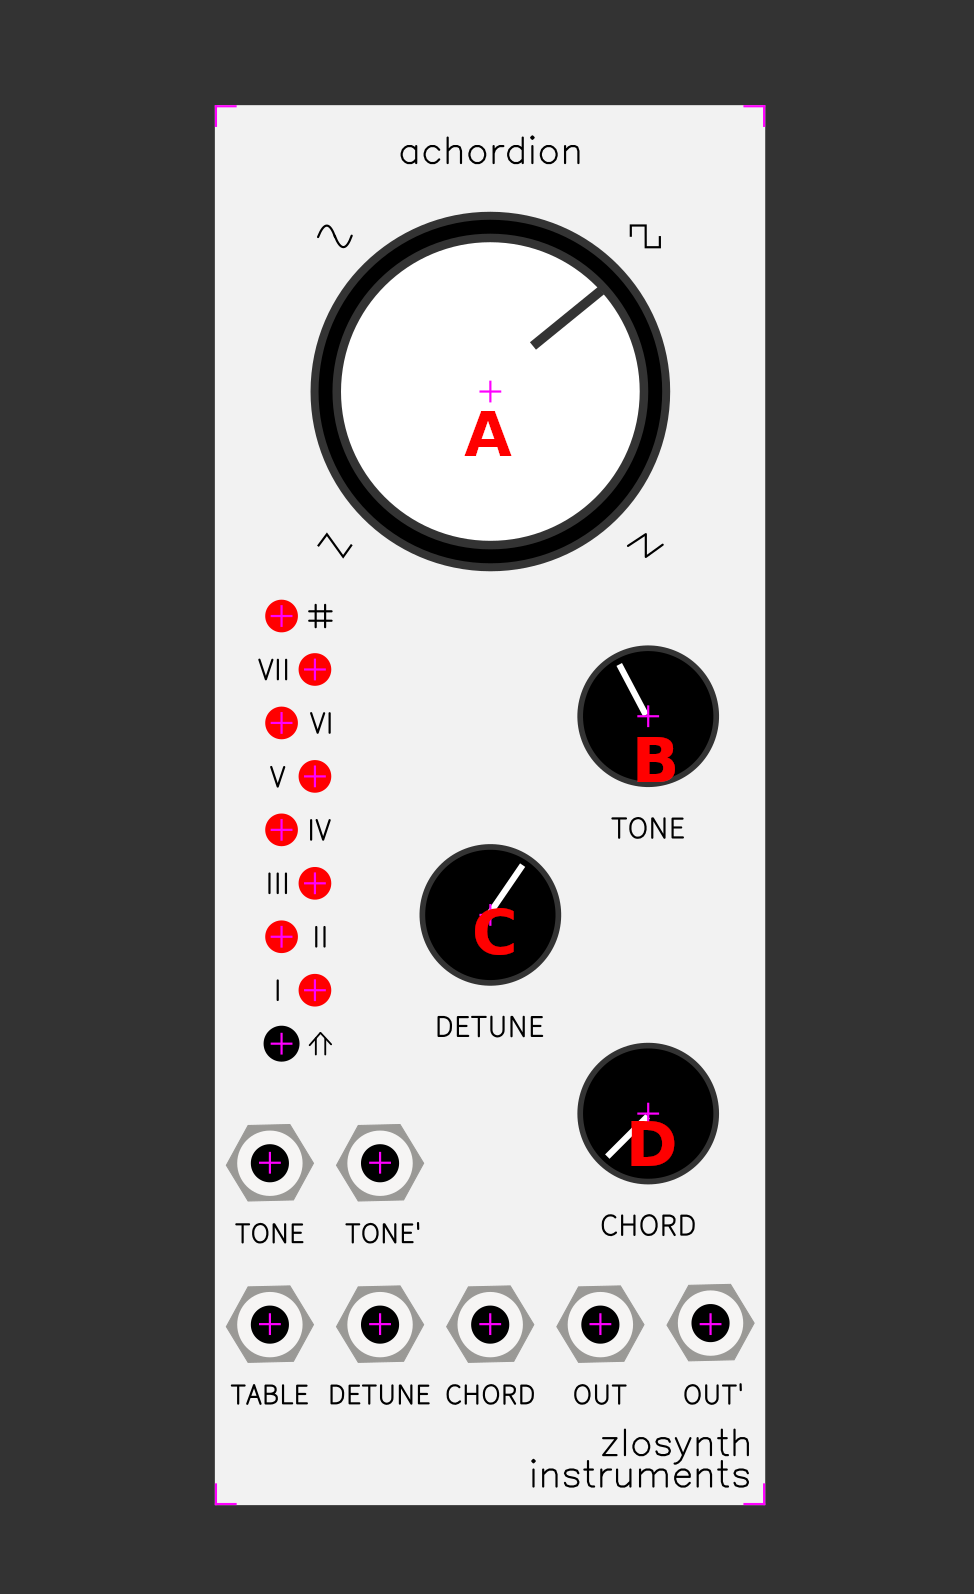 achordion
A
#
VII
VI
B
V
TONE
IV
III
C
II
I
DETUNE
D
TONE TONE' CHORD
TABLE DETUNE CHORD OUT OUT'
zlosynth
instruments